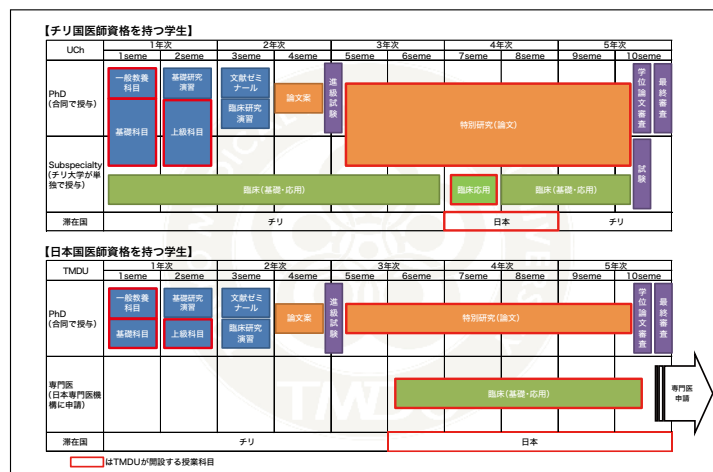 【チリ国医師資格を持つ学生】
UCh
1年次
2年次
3年次
4年次
5年次
1seme
2seme
3seme
4seme
5seme
6seme
7seme
8seme
9seme
10seme
PhD
(合同で授与)
一般教養
科目
基礎科目
基礎研究
演習
上級科目
文献ゼミ
ナール
臨床研究
演習
論文案
進級試験
特別研究(論文)
学位論文審査
最終審査
Subspecialty
(チリ大学が単
独で授与)
臨床(基礎・応用)
臨床応用
臨床(基礎・応用)
試験
滞在国
チリ
日本
チリ
【日本国医師資格を持つ学生】
TMDU
1年次
2年次
3年次
4年次
5年次
1seme
2seme
3seme
4seme
5seme
6seme
7seme
8seme
9seme
10seme
PhD
(合同で授与)
一般教養
科目
基礎科目
基礎研究
演習
上級科目
文献ゼミ
ナール
臨床研究
演習
論文案
進級試験
特別研究(論文)
学位論文審査
最終審査
専門医
(日本専門医機
構に申請)
臨床(基礎・応用)
専門医
申請
滞在国
チリ
日本
はTMDUが開設する授業科目
TMDU